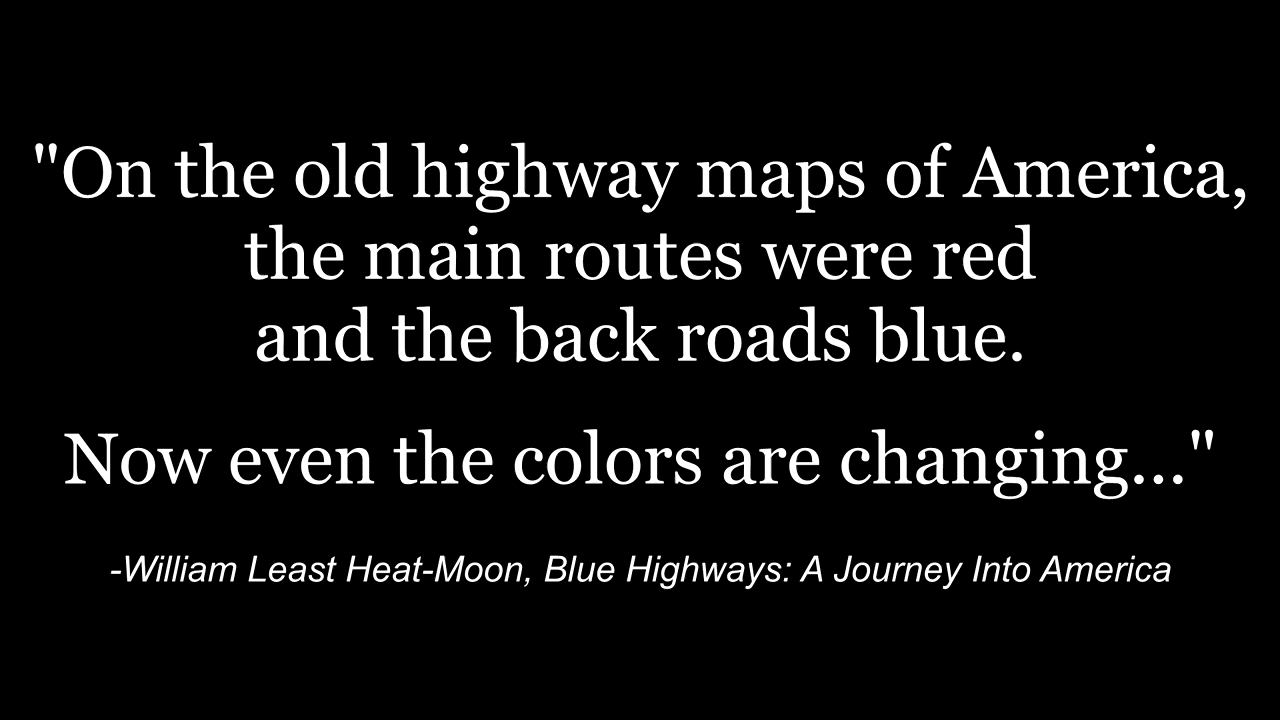 "On the old highway maps of America,
the main routes were red
and the back roads blue.
Now even the colors are changing..."
-William Least Heat-Moon, Blue Highways: A Journey Into America